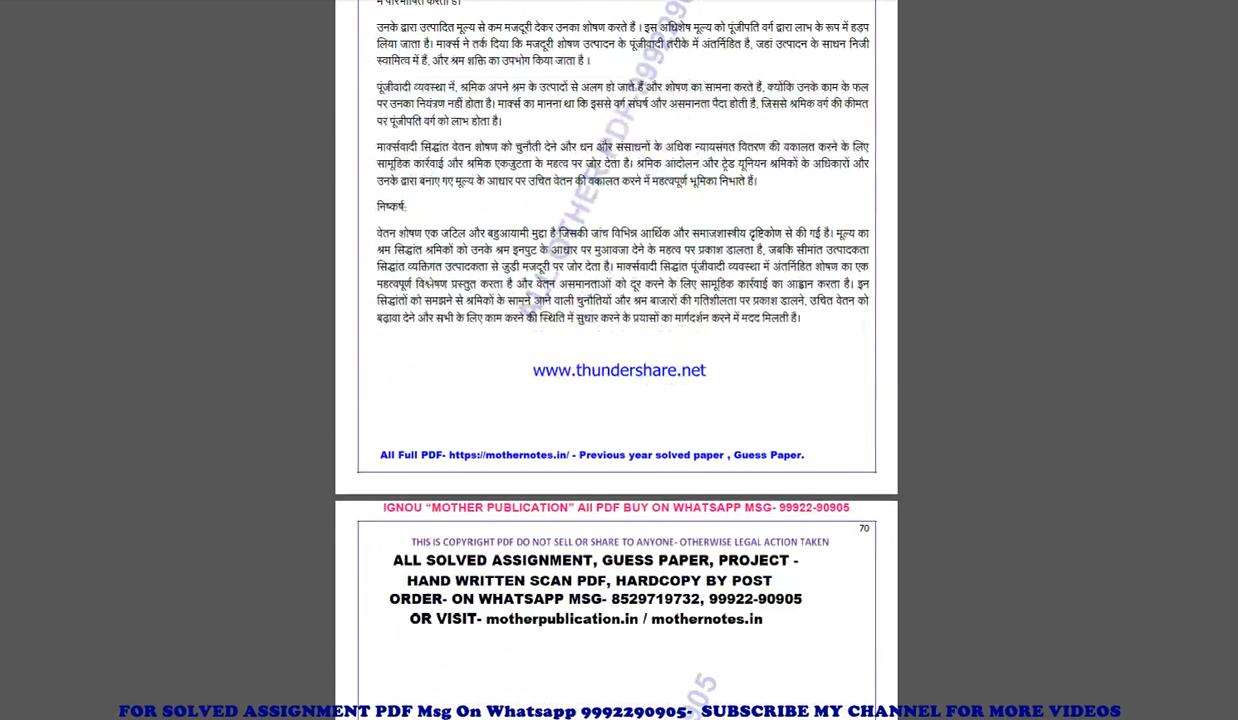 उनके द्वारा उत्पादित मूल्य से कम मजदूरी देकर उनका शोषण करते हैं । इस अधिशेष मूल्य को पूंजीपति वर्ग द्वारा लाभ के रूप में हड़प
लिया जाता है। मार्क्स ने तर्क दिया कि मजदूरी शोषण उत्पादन के पूंजीवादी तरीके में अंतर्निहित है, जहां उत्पादन के साधन निजी
स्वामित्व में हैं, और श्रम शक्ति का उपभोग किया जाता है ।
पूंजीवादी व्यवस्था में, श्रमिक अपने श्रम के उत्पादों से अलग हो जाते हैं और शोषण का सामना करते हैं, क्योंकि उनके काम के फल
पर उनका नियंत्रण नहीं होता है। मार्क्स का मानना था कि इससे वर्ग संघर्ष और असमानता पैदा होती है, जिससे श्रमिक वर्ग की कीमत
पर पूंजीपति वर्ग को लाभ होता है।
मार्क्सवादी सिद्धांत वेतन शोषण को चुनौती देने और धन और संसाधनों के अधिक न्यायसंगत वितरण की वकालत करने के लिए
सामूहिक कार्रवाई और श्रमिक एकजुटता के महत्व पर जोर देता है। श्रमिक आंदोलन और ट्रेड यूनियन श्रमिकों के अधिकारों और
उनके द्वारा बनाए गए मूल्य के आधार पर उचित वेतन की वकालत करने में महत्वपूर्ण भूमिका निभाते हैं।
निष्कर्ष:
वेतन शोषण एक जटिल और बहुआयामी मुद्दा है जिसकी जांच विभिन्न आर्थिक और समाजशास्त्रीय दृष्टिकोण से की गई है। मूल्य का
श्रम सिद्धांत श्रमिकों को उनके श्रम इनपुट के आधार पर मुआवजा देने के महत्व पर प्रकाश डालता है, जबकि सीमांत उत्पादकता
सिद्धांत व्यक्तिगत उत्पादकता से जुड़ी मजदूरी पर जोर देता है। मार्क्सवादी सिद्धांत पूंजीवादी व्यवस्था में अंतर्निहित शोषण का एक
महत्वपूर्ण विश्लेषण प्रस्तुत करता है और वेतन असमानताओं को दूर करने के लिए सामूहिक कार्रवाई का आह्वान करता है। इन
सिद्धांतों को समझने से श्रमिकों के सामने आने वाली चुनौतियों और श्रम बाजारों की गतिशीलता पर प्रकाश डालने, उचित वेतन को
बढ़ावा देने और सभी के लिए काम करने की स्थिति में सुधार करने के प्रयासों का मार्गदर्शन करने में मदद मिलती है।
www.thundershare.net
All Full PDF- https://mothernotes.in/ - Previous year solved paper , Guess Paper.
IGNOU “MOTHER PUBLICATION” All PDF BUY ON WHATSAPP MSG- 99922-90905
70
THIS IS COPYRIGHT PDF DO NOT SELL OR SHARE TO ANYONE- OTHERWISE LEGAL ACTION TAKEN
ALL SOLVED ASSIGNMENT, GUESS PAPER, PROJECT -
HAND WRITTEN SCAN PDF, HARDCOPY BY POST
ORDER- ON WHATSAPP MSG- 8529719732, 99922-90905
OR VISIT- motherpublication.in / mothernotes.in
FOR SOLVED ASSIGNMENT PDF Msg On Whatsapp 9992290905- SUBSCRIBE MY CHANNEL FOR MORE VIDEOS